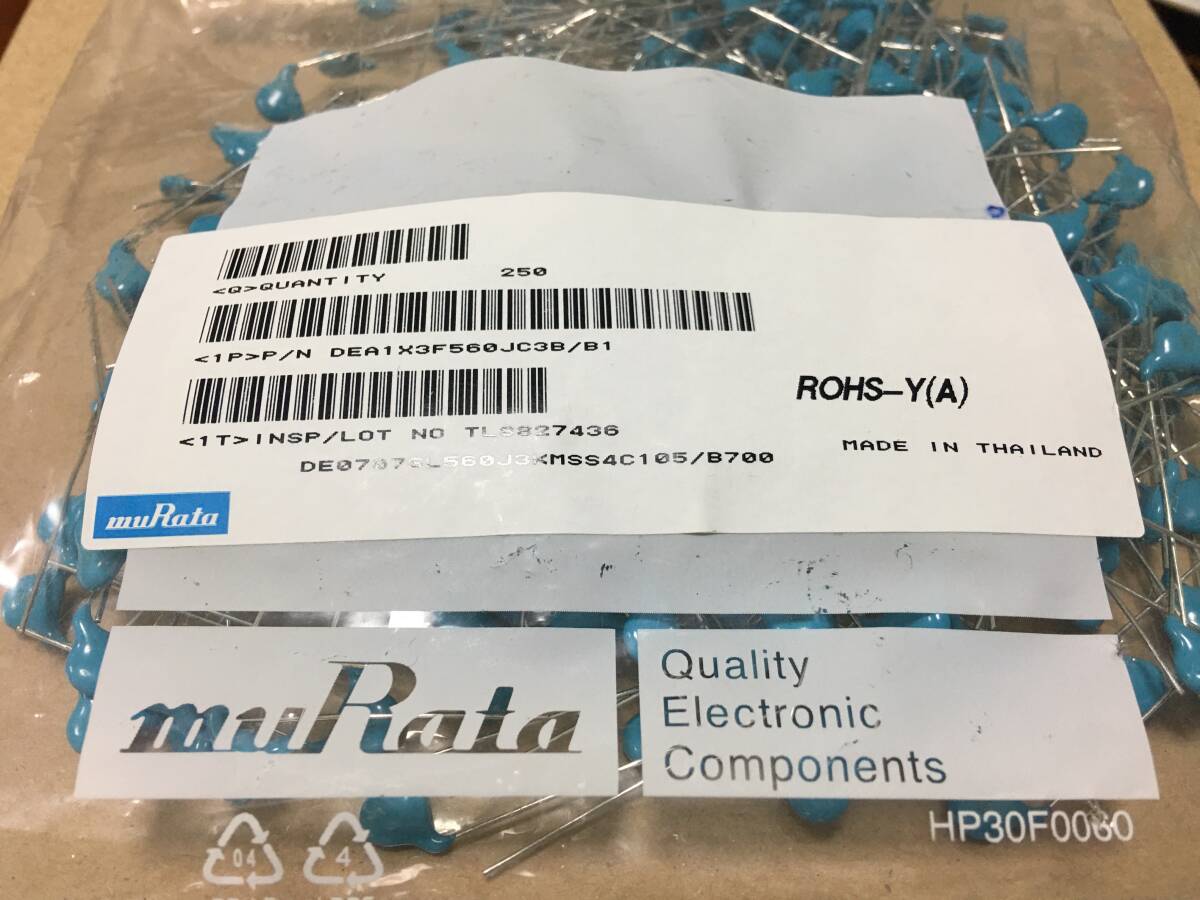 <Q>QUANTITY 250
<1P>P/N DEA1X3F560JC3B/B1
<1T>INSP/LOT NO TLS827436
ROHS-Y(A)
MADE IN THAILAND
muRata
muRata
Quality
Electronic
Components
04
4